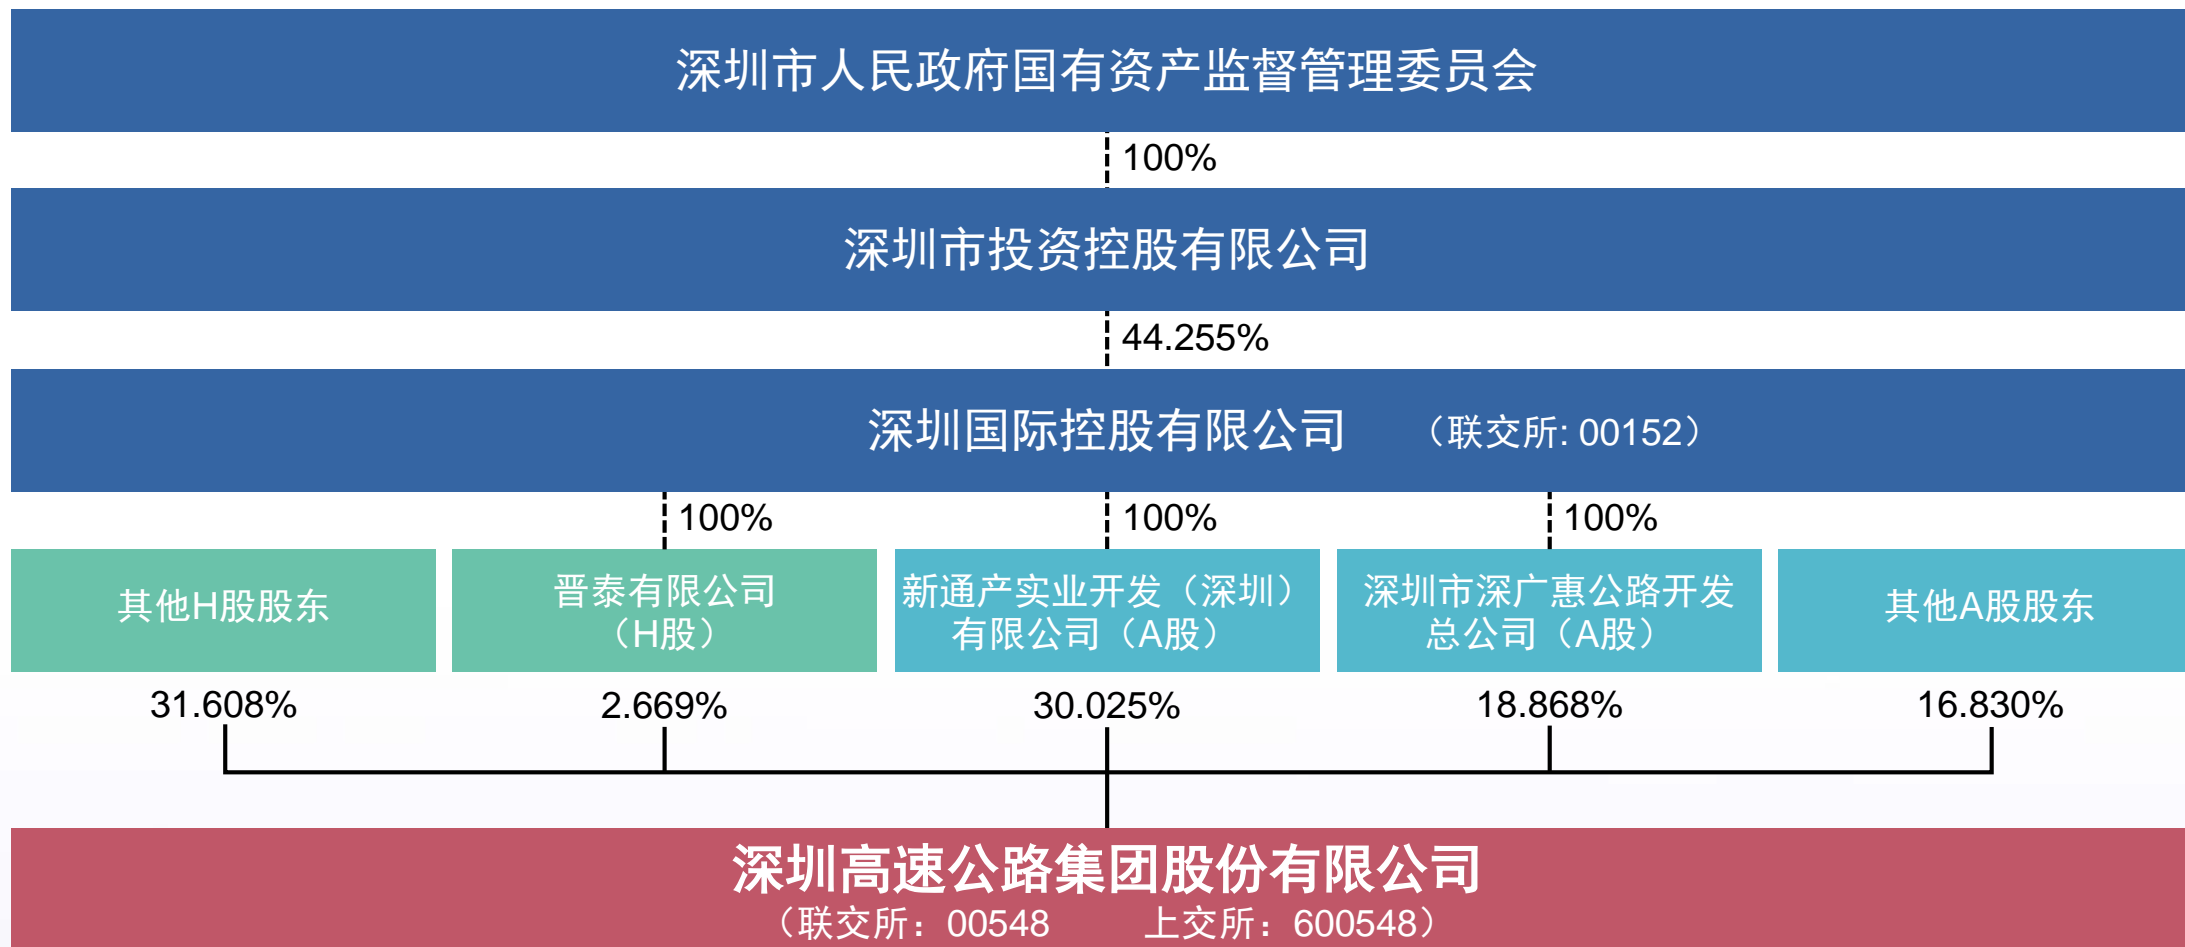 深圳市人民政府国有资产监督管理委员会
100%
深圳市投资控股有限公司
44.255%
深圳国际控股有限公司 （联交所: 00152）
100% 100% 100%
其他H股股东
晋泰有限公司
（H股）
新通产实业开发（深圳）
有限公司（A股）
深圳市深广惠公路开发
总公司（A股）
其他A股股东
31.608% 2.669% 30.025% 18.868% 16.830%
深圳高速公路集团股份有限公司
（联交所：00548 上交所：600548）